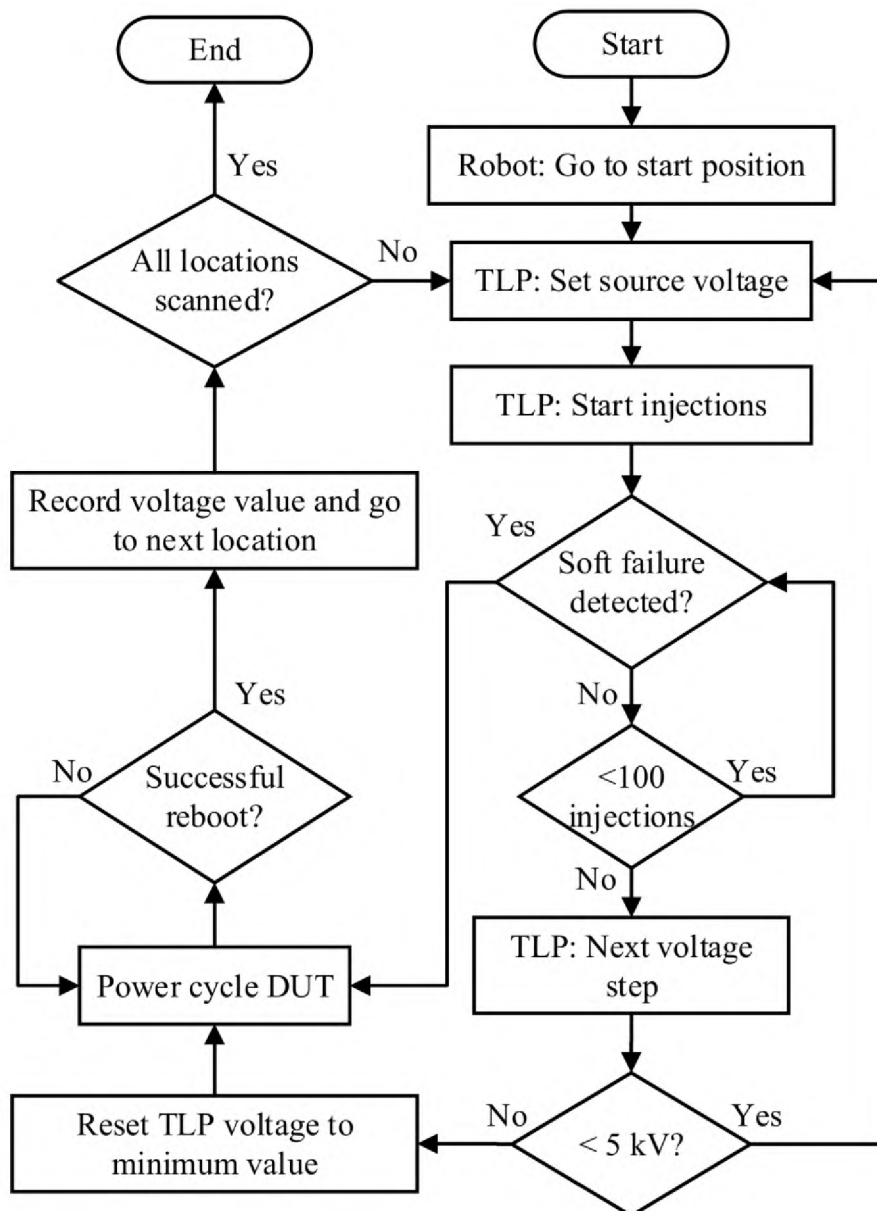 End
Start
Yes
Robot: Go to start position
All locations
scanned?
No
TLP: Set source voltage
TLP: Start injections
Record voltage value and go
to next location
Yes
Soft failure
detected?
Yes
No
No
Successful
reboot?
<100
injections
Yes
No
Power cycle DUT
TLP: Next voltage
step
Reset TLP voltage to
minimum value
No
< 5 kV?
Yes